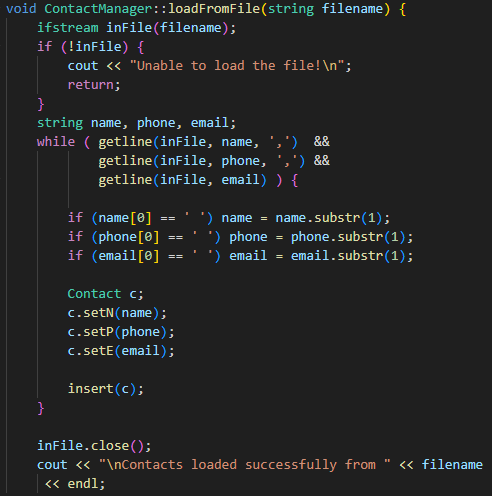 void ContactManager::loadFromFile(string filename) {
    ifstream inFile(filename);
    if (!inFile) {
        cout << "Unable to load the file!\n";
        return;
    }
    string name, phone, email;
    while ( getline(inFile, name, ',')  &&
            getline(inFile, phone, ',') &&
            getline(inFile, email) ) {

        if (name[0] == ' ') name = name.substr(1);
        if (phone[0] == ' ') phone = phone.substr(1);
        if (email[0] == ' ') email = email.substr(1);

        Contact c;
        c.setN(name);
        c.setP(phone);
        c.setE(email);

        insert(c);
    }

    inFile.close();
    cout << "\nContacts loaded successfully from " << filename
     << endl;